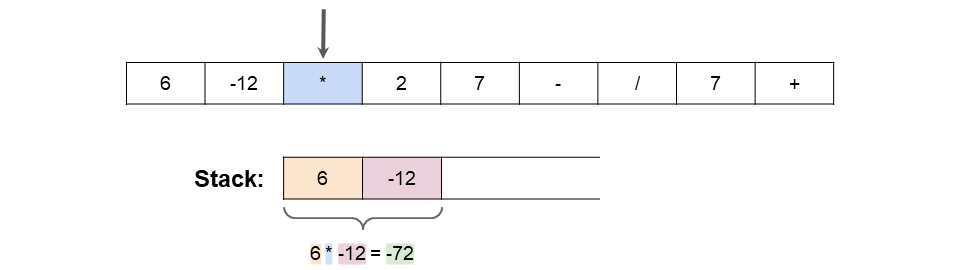 6 -12 * 2 7 - / 7 +
Stack: 6 -12
6 * -12 = -72